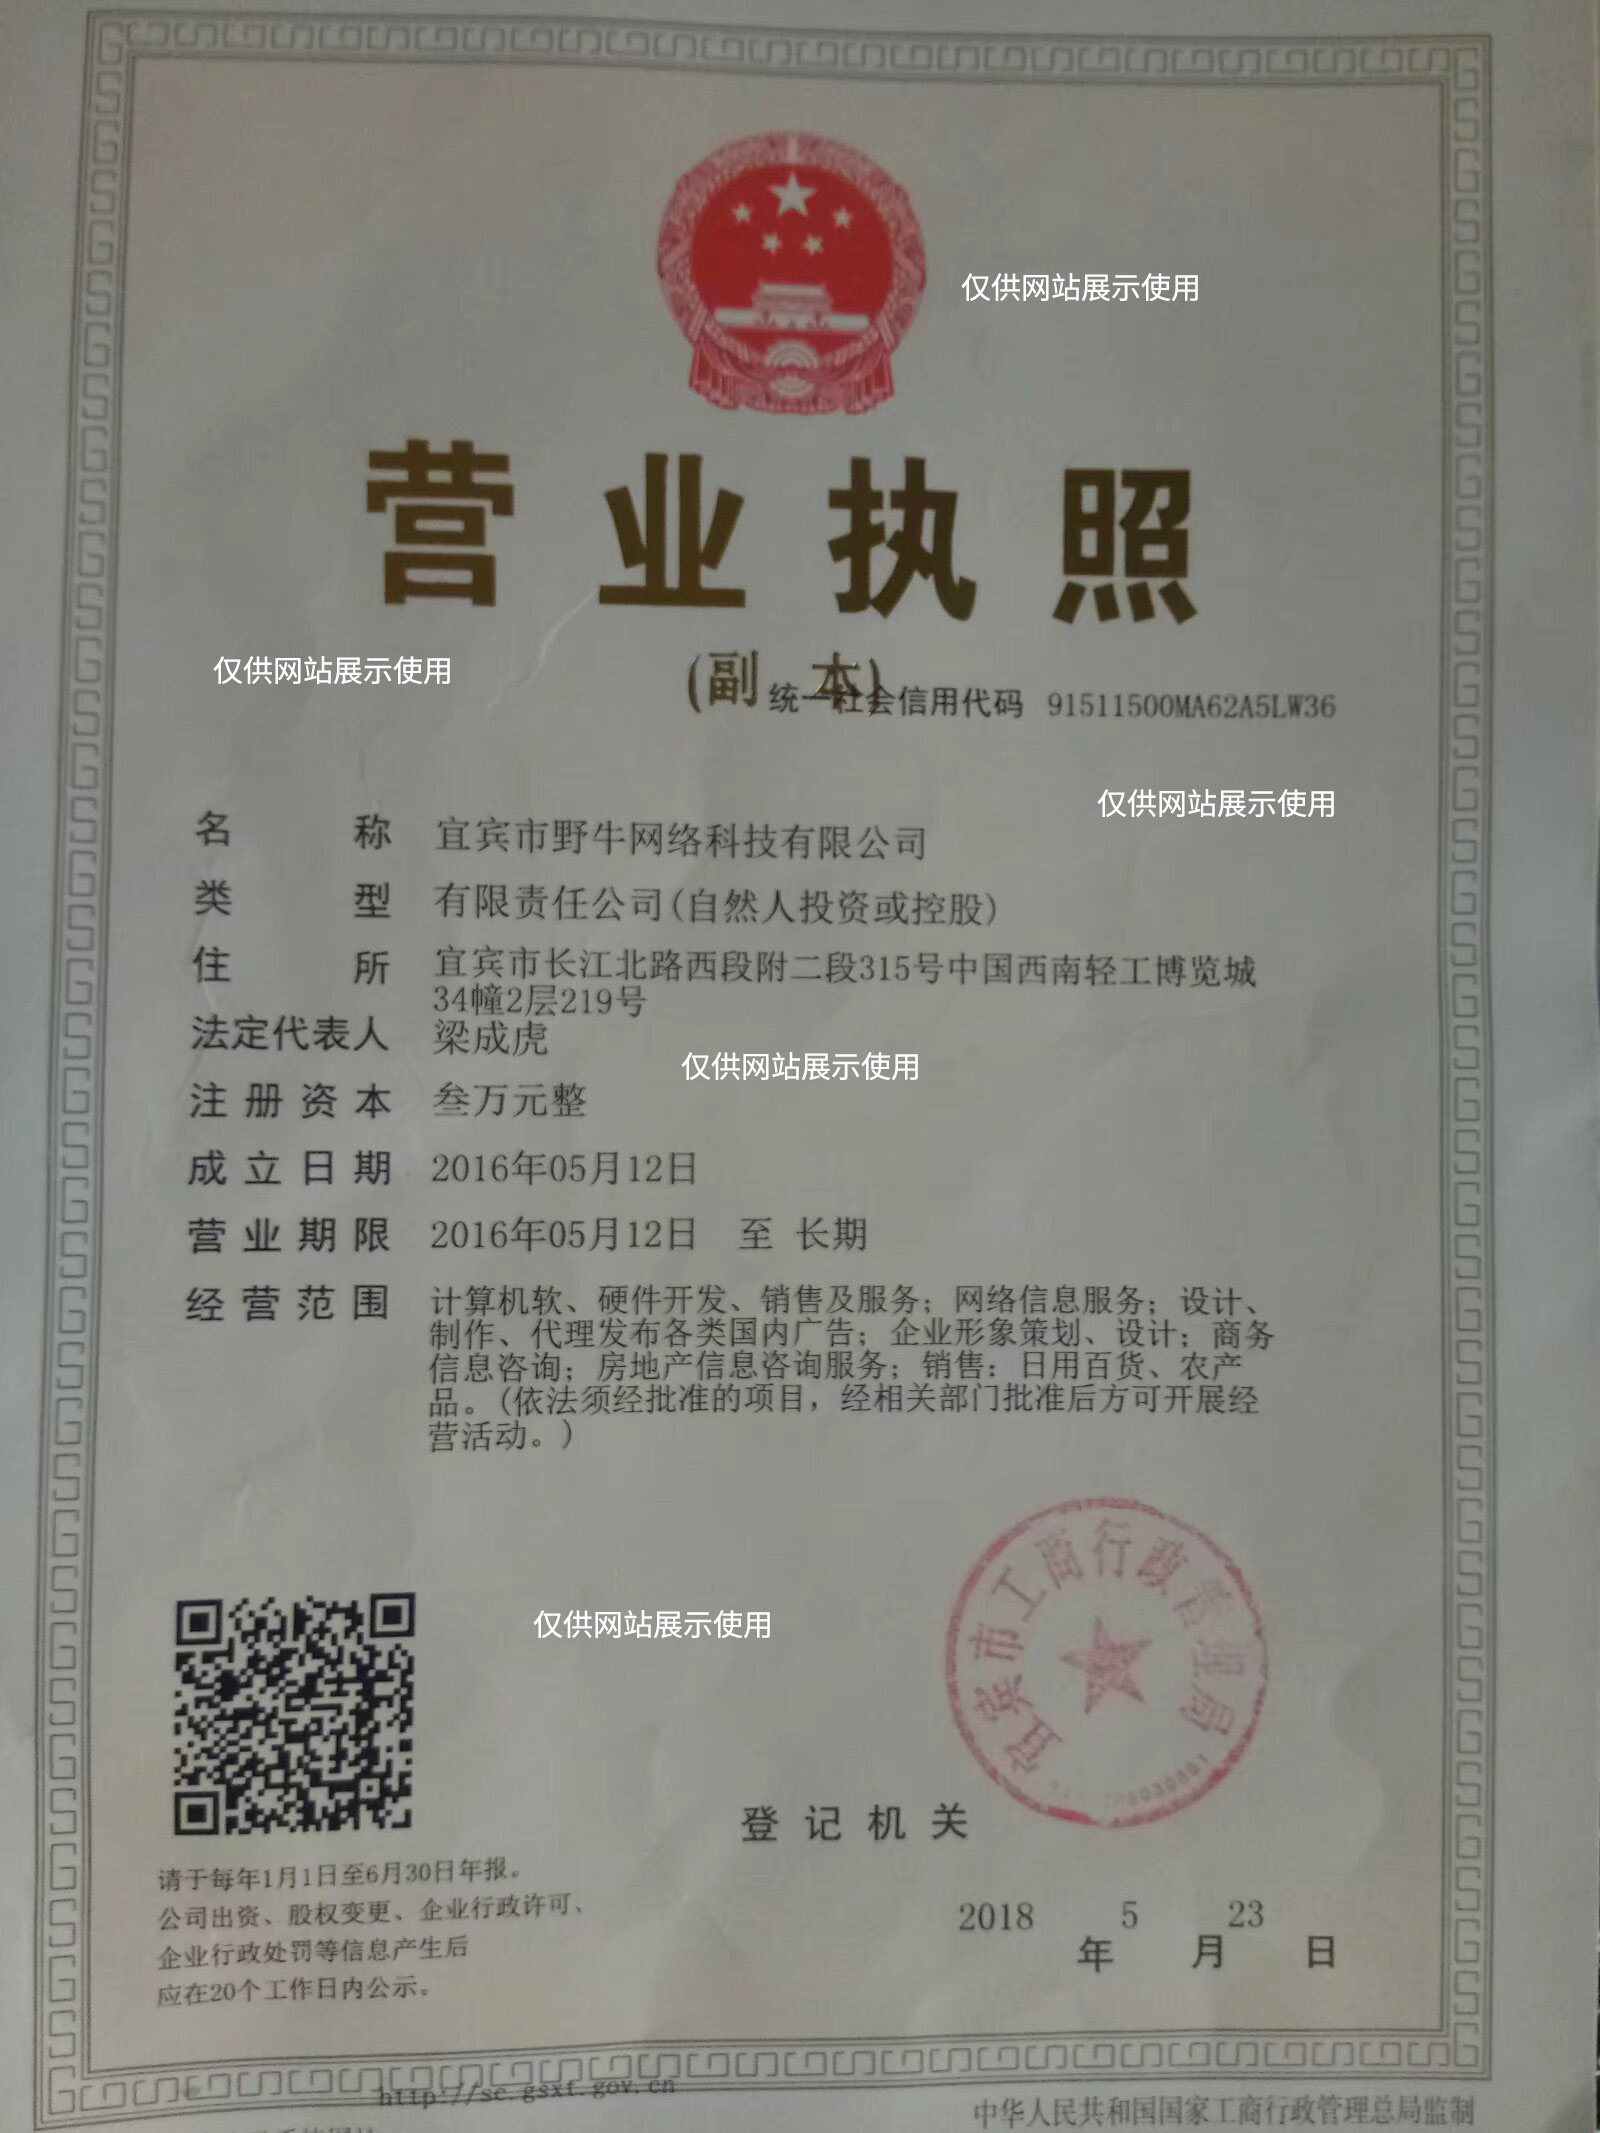 仅供网站展示使用
营业执照
仅供网站展示使用
(副 本)
统一社会信用代码 91511500MA62A5LW36
仅供网站展示使用
名 称 宜宾市野牛网络科技有限公司
类 型 有限责任公司(自然人投资或控股)
住 所 宜宾市长江北路西段附二段315号中国西南轻工博览城
34幢2层219号
法定代表人 梁成虎
仅供网站展示使用
注册资本 叁万元整
成立日期 2016年05月12日
营业期限 2016年05月12日 至 长期
经营范围 计算机软、硬件开发、销售及服务；网络信息服务；设计、
制作、代理发布各类国内广告；企业形象策划、设计；商务
信息咨询；房地产信息咨询服务；销售：日用百货、农产
品。(依法须经批准的项目，经相关部门批准后方可开展经
营活动。)
仅供网站展示使用
宜宾市工商行政管理局
登记机关
请于每年1月1日至6月30日年报。
公司出资、股权变更、企业行政许可、
企业行政处罚等信息产生后
应在20个工作日内公示。
2018 5 23
年 月 日
http://sc.gsxt.gov.cn
中华人民共和国国家工商行政管理总局监制